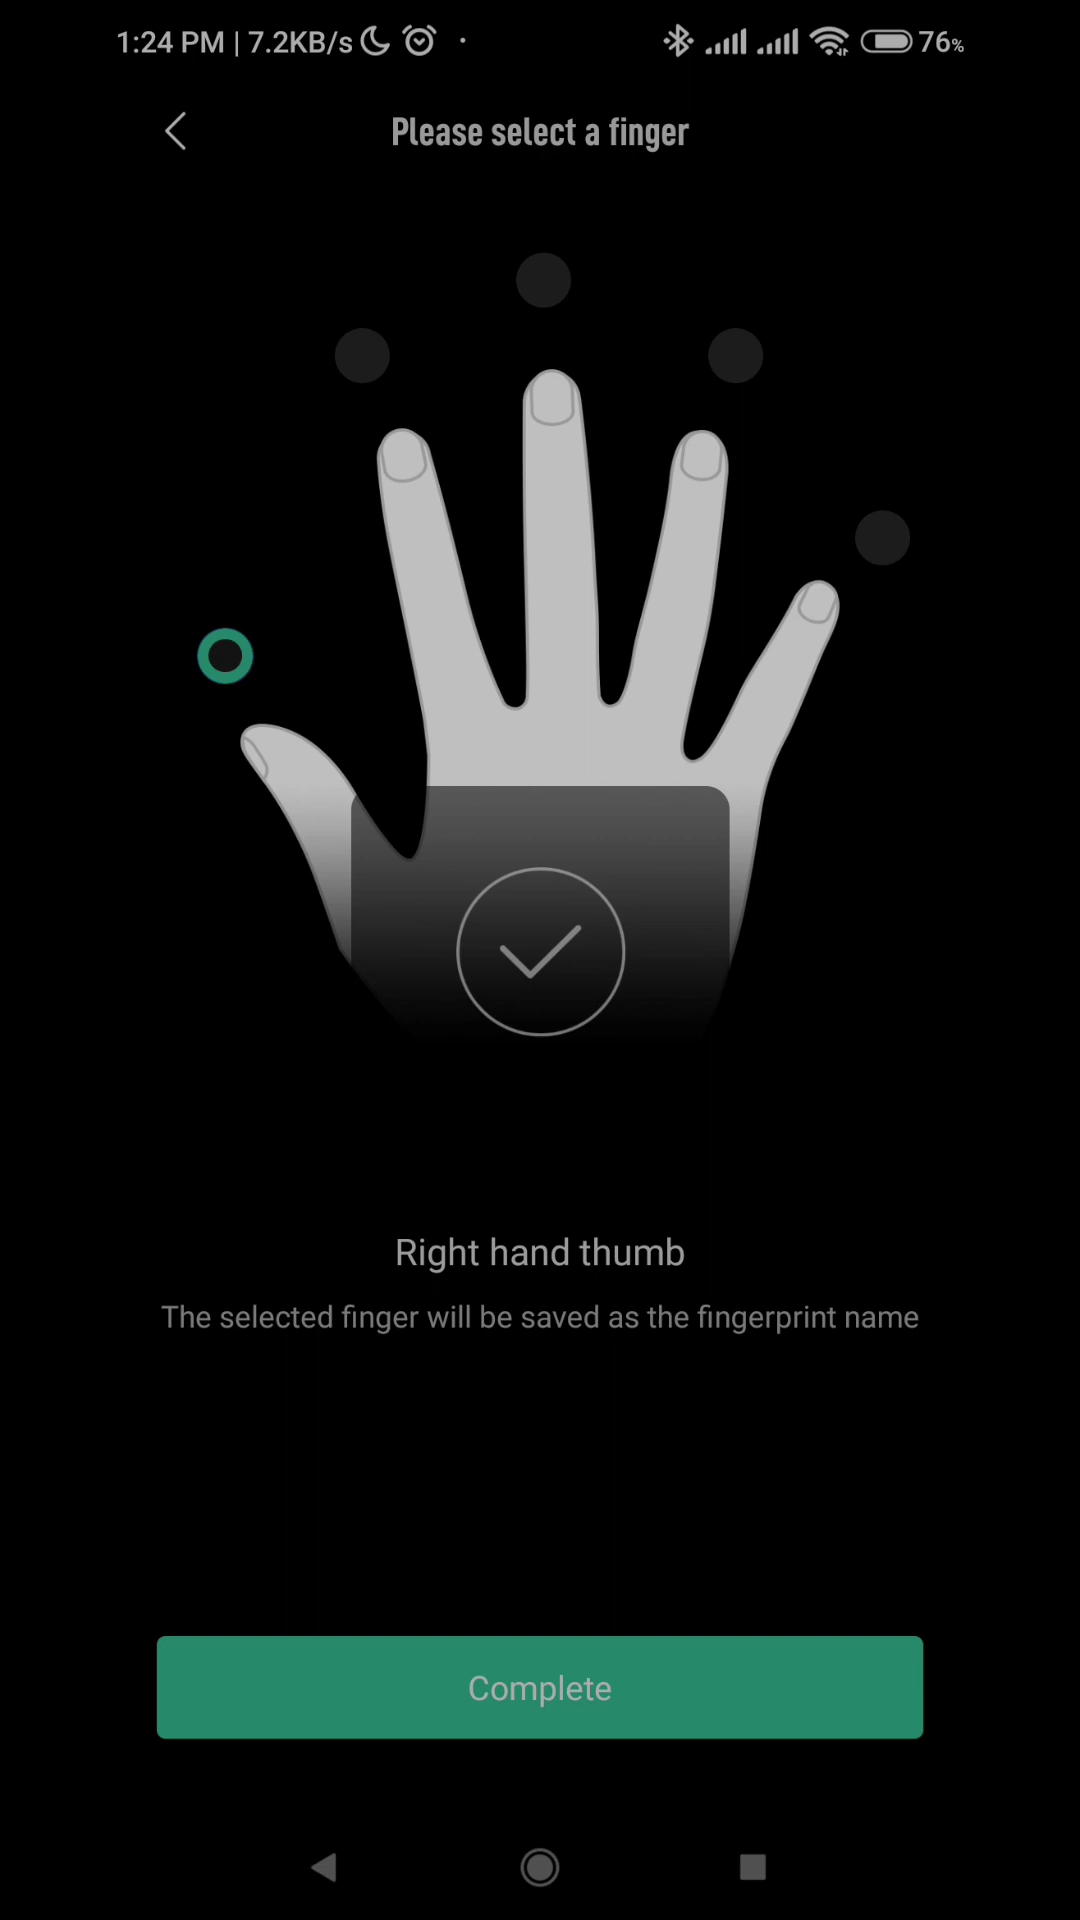 1:24 PM | 7.2KB/s 76%
Please select a finger
Right hand thumb
The selected finger will be saved as the fingerprint name
Complete